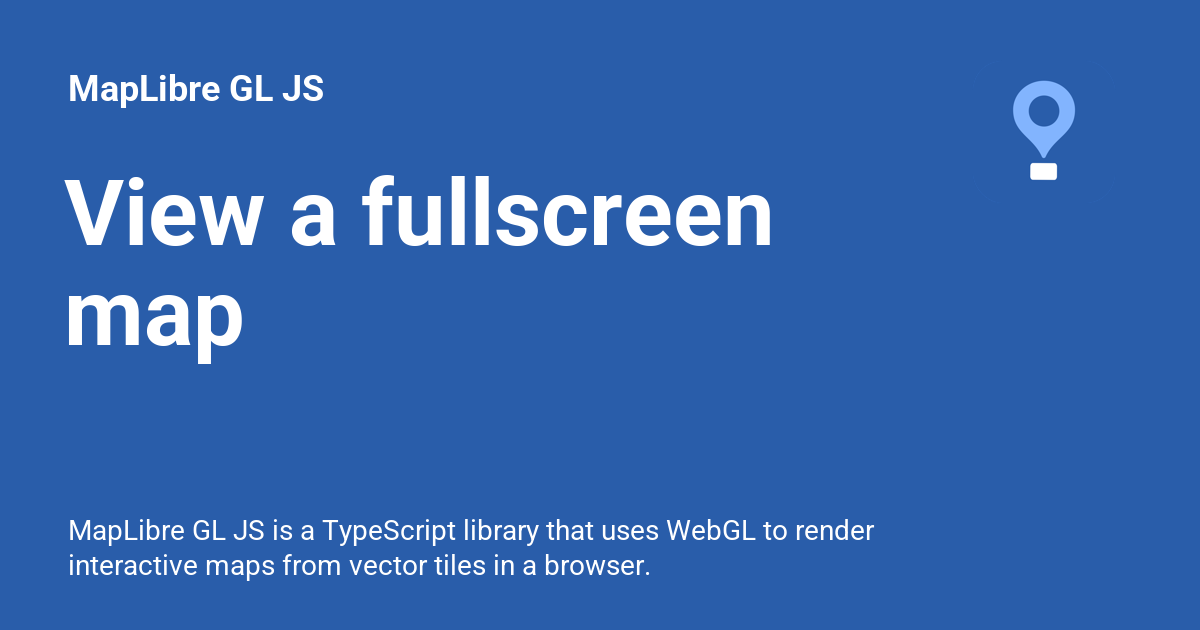 MapLibre GL JS
View a fullscreen
map
MapLibre GL JS is a TypeScript library that uses WebGL to render
interactive maps from vector tiles in a browser.